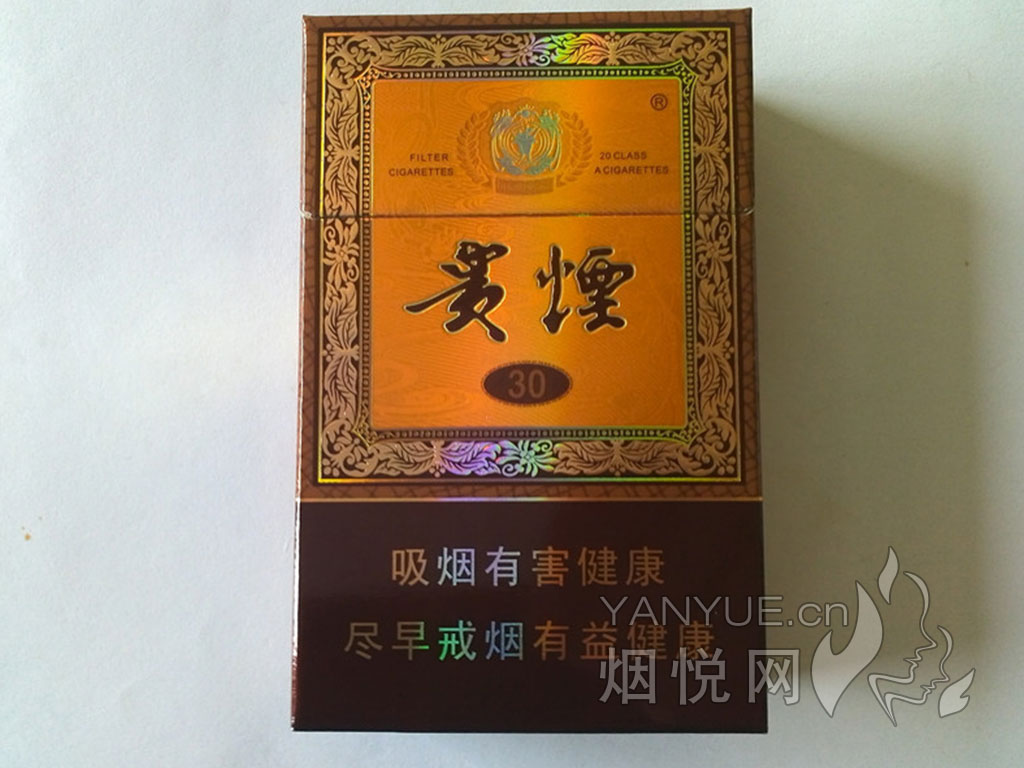 ®
FILTER
CIGARETTES
20 CLASS
A CIGARETTES
贵煙
30
吸烟有害健康
尽早戒烟有益健康
YANYUE.cn
烟悦网